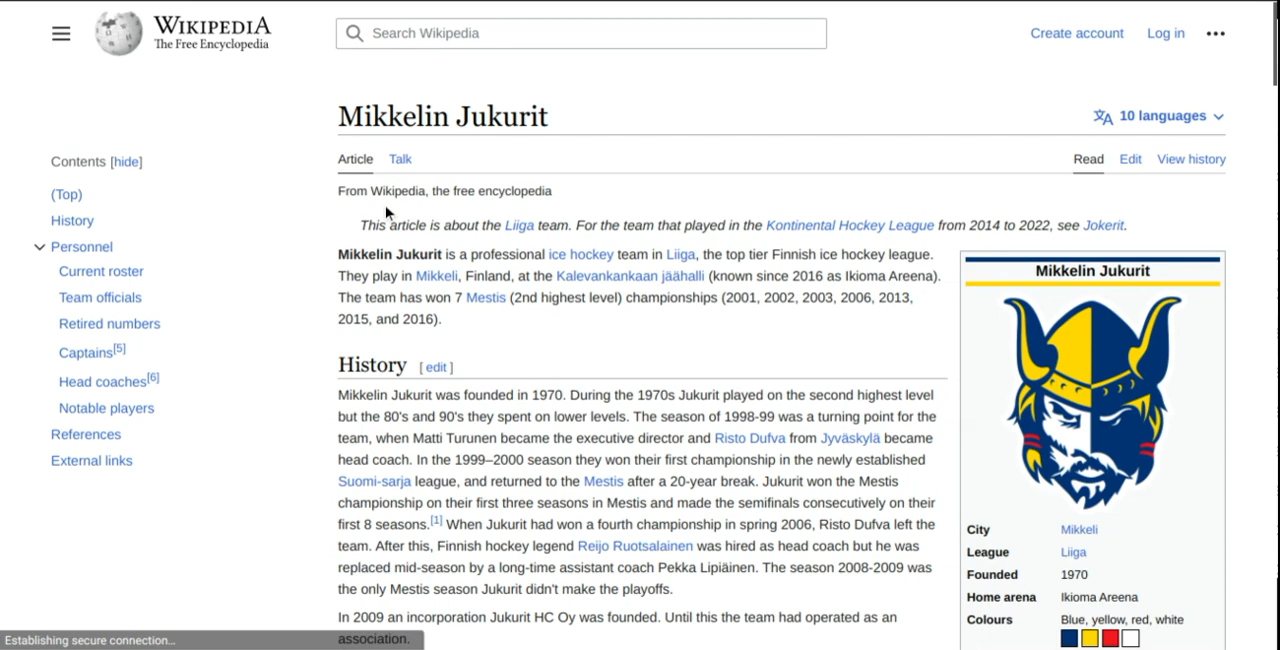 WIKIPEDIA
The Free Encyclopedia
Search Wikipedia
Create account
Log in
Mikkelin Jukurit
10 languages
Contents [hide]
(Top)
History
Personnel
Current roster
Team officials
Retired numbers
Captains[5]
Head coaches[6]
Notable players
References
External links
Article Talk
Read Edit View history
From Wikipedia, the free encyclopedia
This article is about the Liiga team. For the team that played in the Kontinental Hockey League from 2014 to 2022, see Jokerit.
Mikkelin Jukurit is a professional ice hockey team in Liiga, the top tier Finnish ice hockey league.
They play in Mikkeli, Finland, at the Kalevankankaan jäähalli (known since 2016 as Ikioma Areena).
The team has won 7 Mestis (2nd highest level) championships (2001, 2002, 2003, 2006, 2013,
2015, and 2016).
History [ edit ]
Mikkelin Jukurit was founded in 1970. During the 1970s Jukurit played on the second highest level
but the 80's and 90's they spent on lower levels. The season of 1998-99 was a turning point for the
team, when Matti Turunen became the executive director and Risto Dufva from Jyväskylä became
head coach. In the 1999–2000 season they won their first championship in the newly established
Suomi-sarja league, and returned to the Mestis after a 20-year break. Jukurit won the Mestis
championship on their first three seasons in Mestis and made the semifinals consecutively on their
first 8 seasons.[1] When Jukurit had won a fourth championship in spring 2006, Risto Dufva left the
team. After this, Finnish hockey legend Reijo Ruotsalainen was hired as head coach but he was
replaced mid-season by a long-time assistant coach Pekka Lipiäinen. The season 2008-2009 was
the only Mestis season Jukurit didn't make the playoffs.
In 2009 an incorporation Jukurit HC Oy was founded. Until this the team had operated as an
association.
Mikkelin Jukurit
City Mikkeli
League Liiga
Founded 1970
Home arena Ikioma Areena
Colours Blue, yellow, red, white
Establishing secure connection...